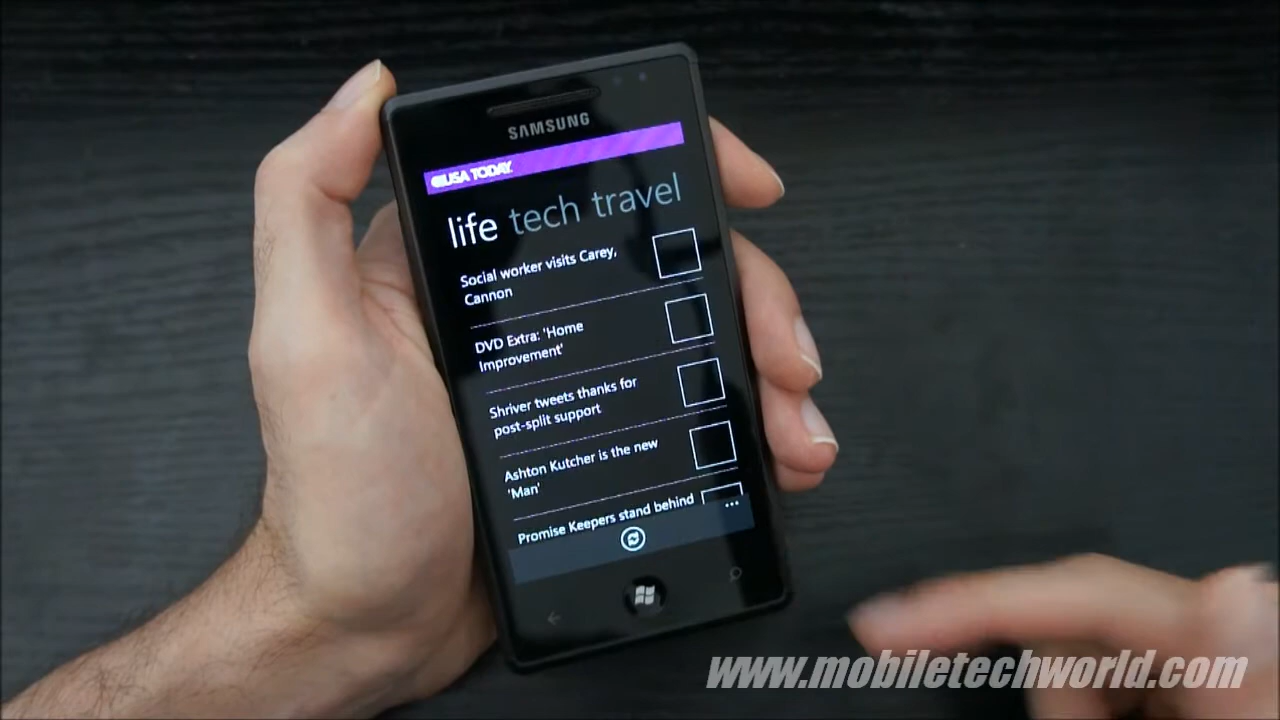 SAMSUNG
USA TODAY
life tech travel
Social worker visits Carey,
Cannon
DVD Extra: 'Home
Improvement'
Shriver tweets thanks for
post-split support
Ashton Kutcher is the new
'Man'
Promise Keepers stand behind
www.mobiletechworld.com